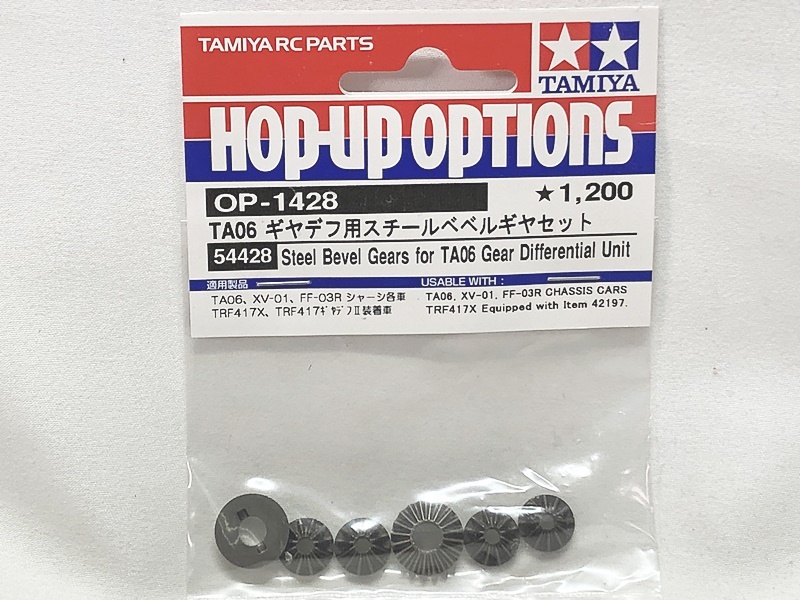 TAMIYA RC PARTS
TAMIYA
HOP-UP OPTIONS
OP-1428
★1,200
TA06 ギヤデフ用スチールベベルギヤセット
54428 Steel Bevel Gears for TA06 Gear Differential Unit
適用製品
TA06、XV-01、FF-03R シャーシ各車
TRF417X、TRF417ギヤデフⅡ装着車
USABLE WITH :
TA06, XV-01, FF-03R CHASSIS CARS
TRF417X Equipped with Item 42197.